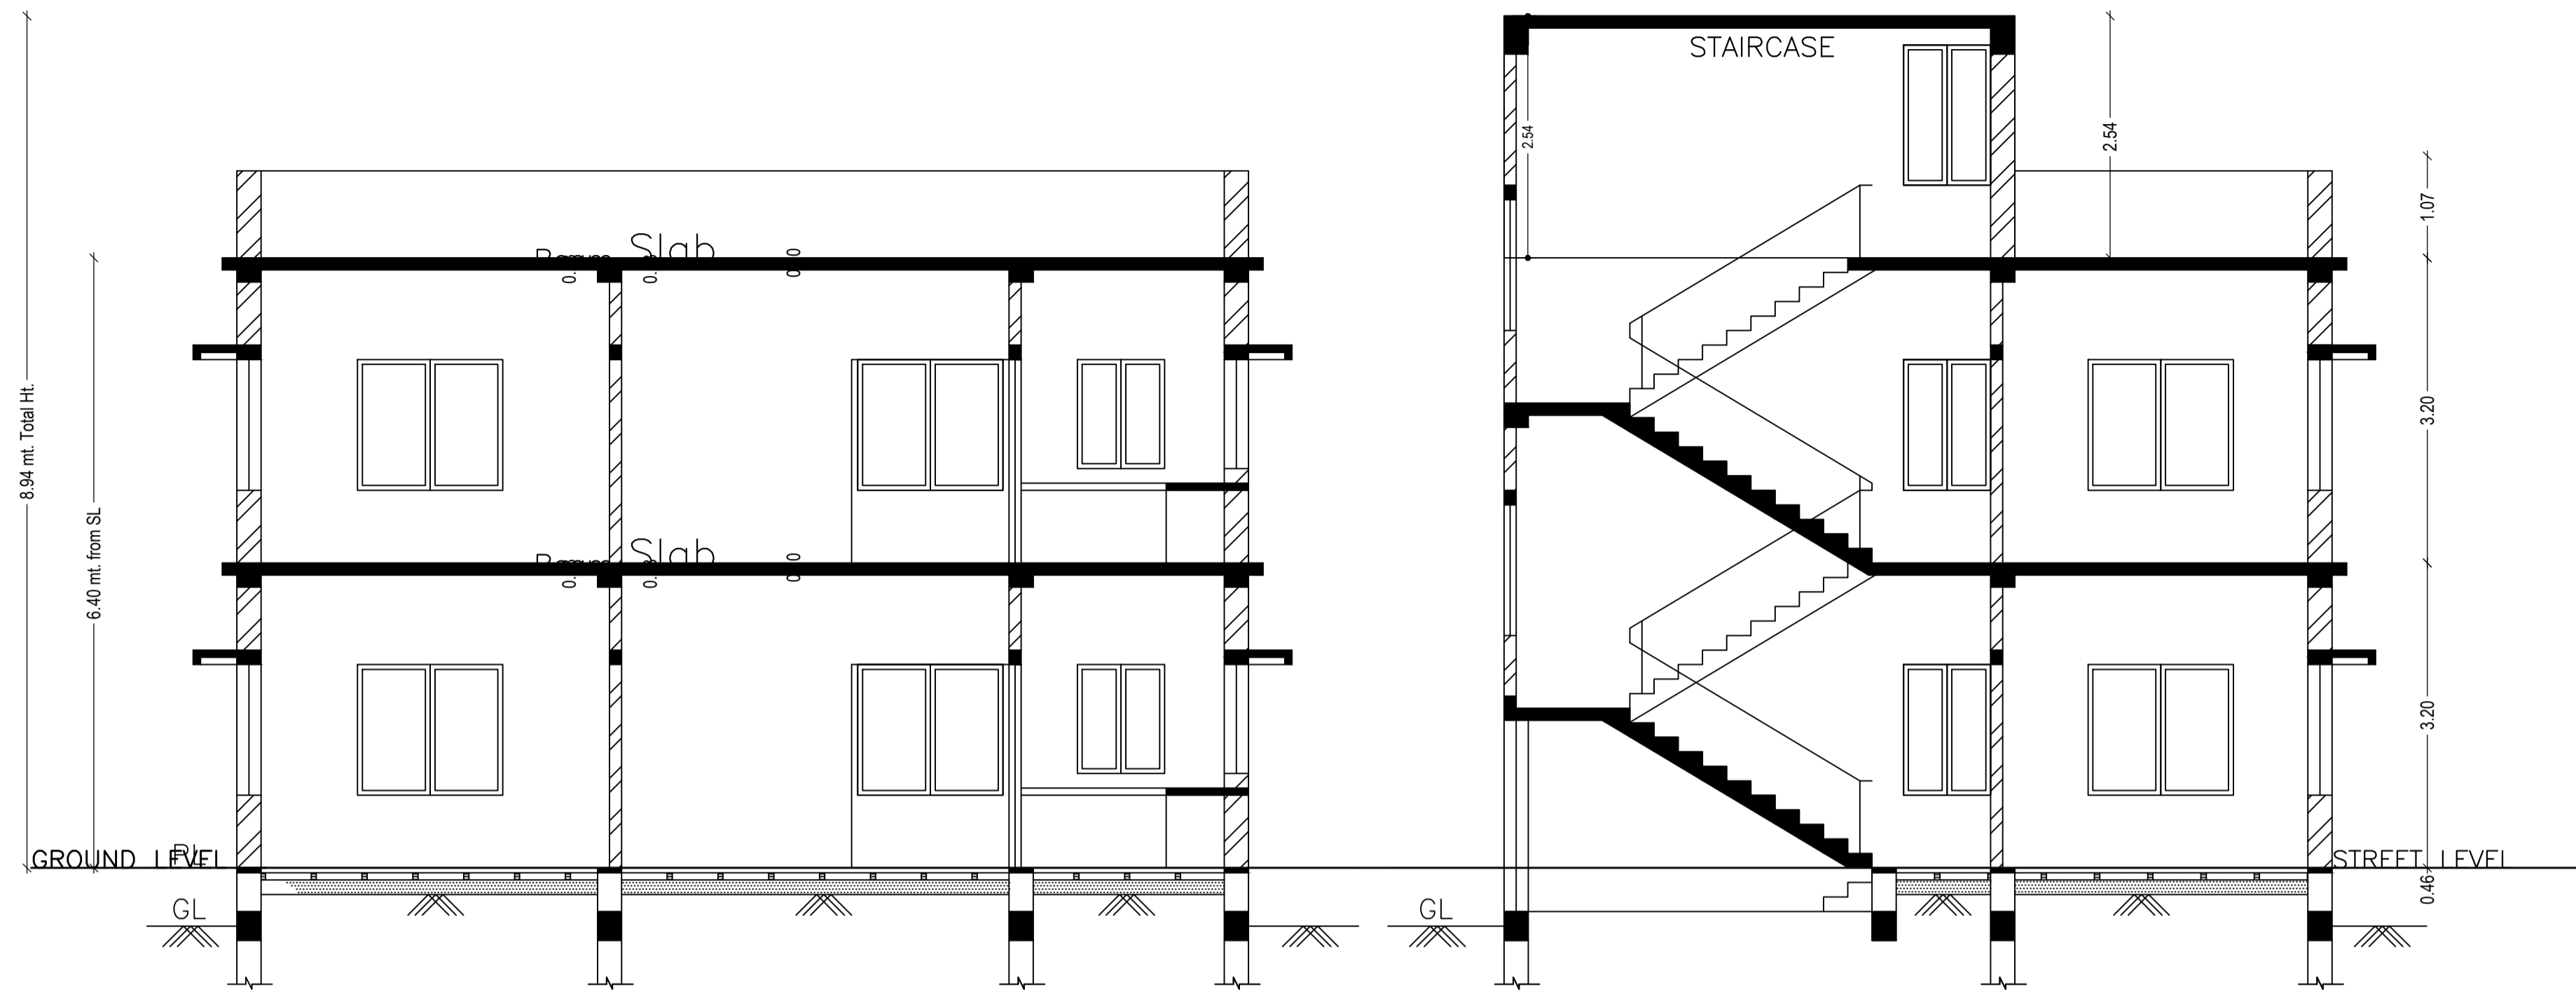 STAIRCASE
8.94 mt. Total Ht.
6.40 mt. from SL
2.54
2.54
1.07
3.20
3.20
0.46
Slab
Slab
GROUND LEVEL
PL
STREET LEVEL
GL
GL